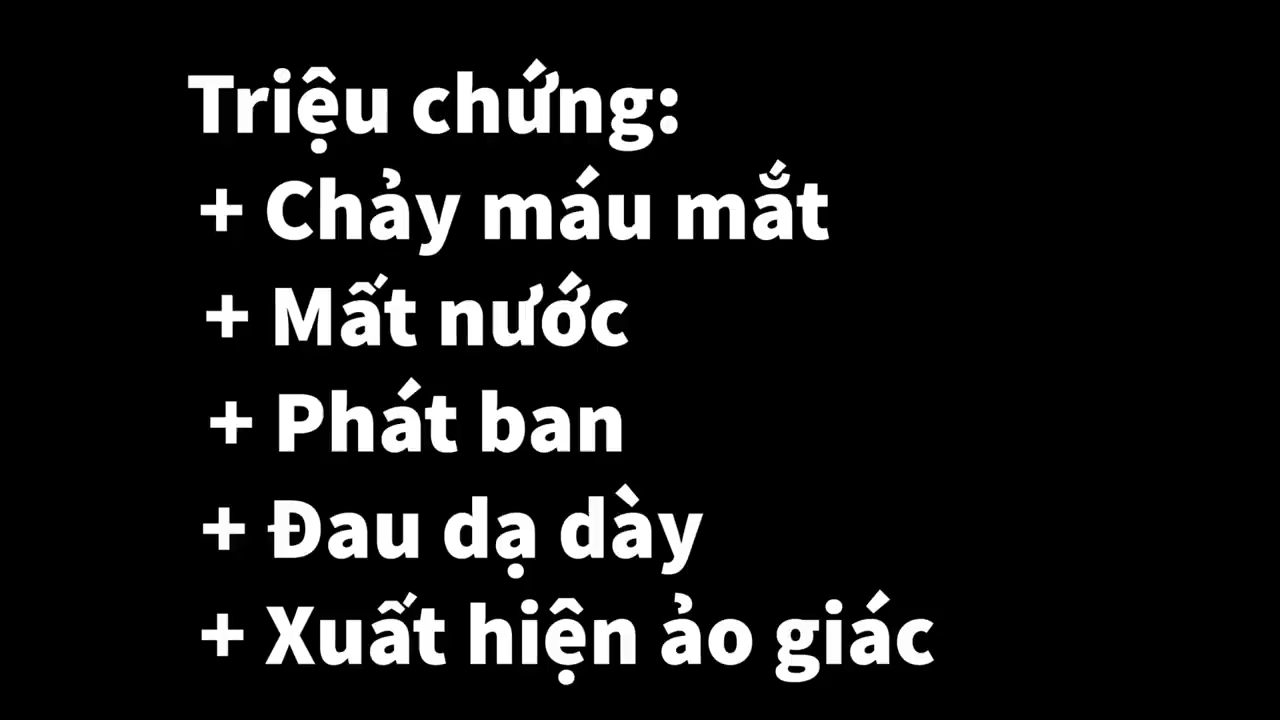 Triệu chứng:
+ Chảy máu mắt
+ Mất nước
+ Phát ban
+ Đau dạ dày
+ Xuất hiện ảo giác